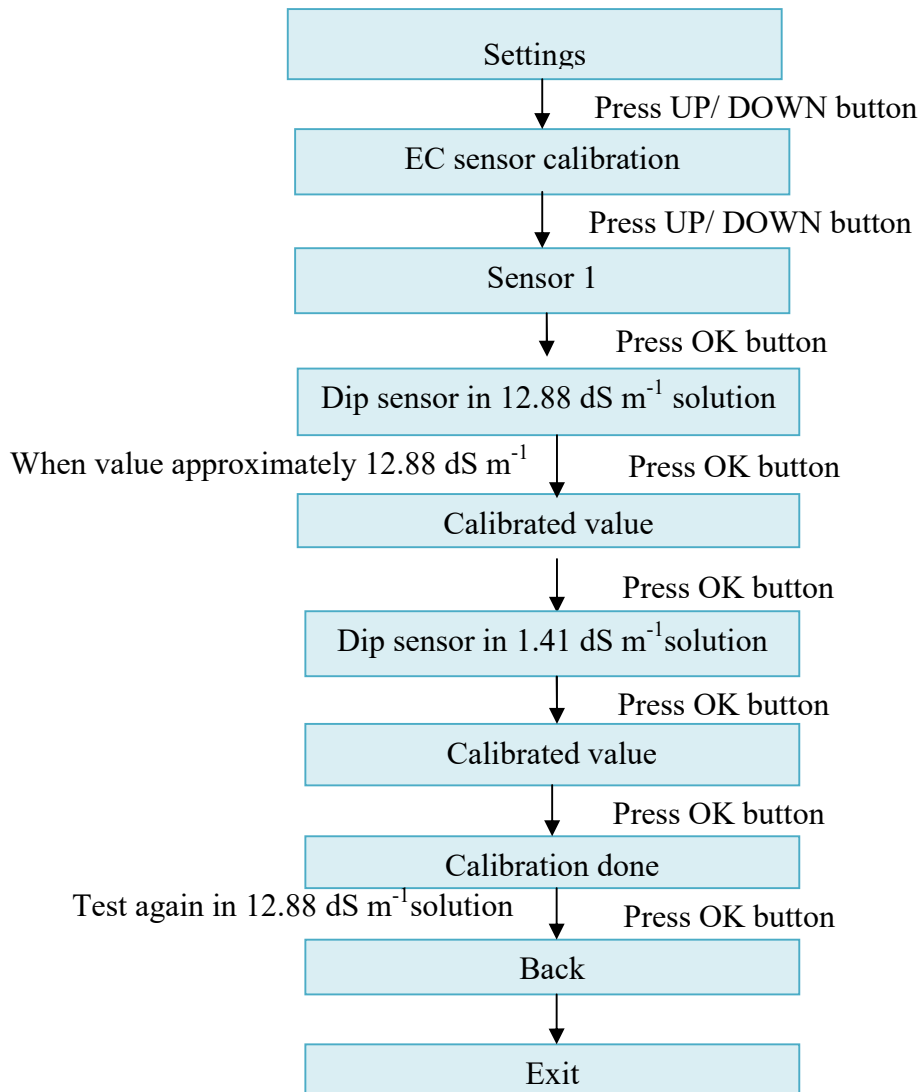 Settings
Press UP/ DOWN button
EC sensor calibration
Press UP/ DOWN button
Sensor 1
Press OK button
Dip sensor in 12.88 dS m-1 solution
When value approximately 12.88 dS m-1
Press OK button
Calibrated value
Press OK button
Dip sensor in 1.41 dS m-1solution
Press OK button
Calibrated value
Press OK button
Calibration done
Test again in 12.88 dS m-1solution
Press OK button
Back
Exit